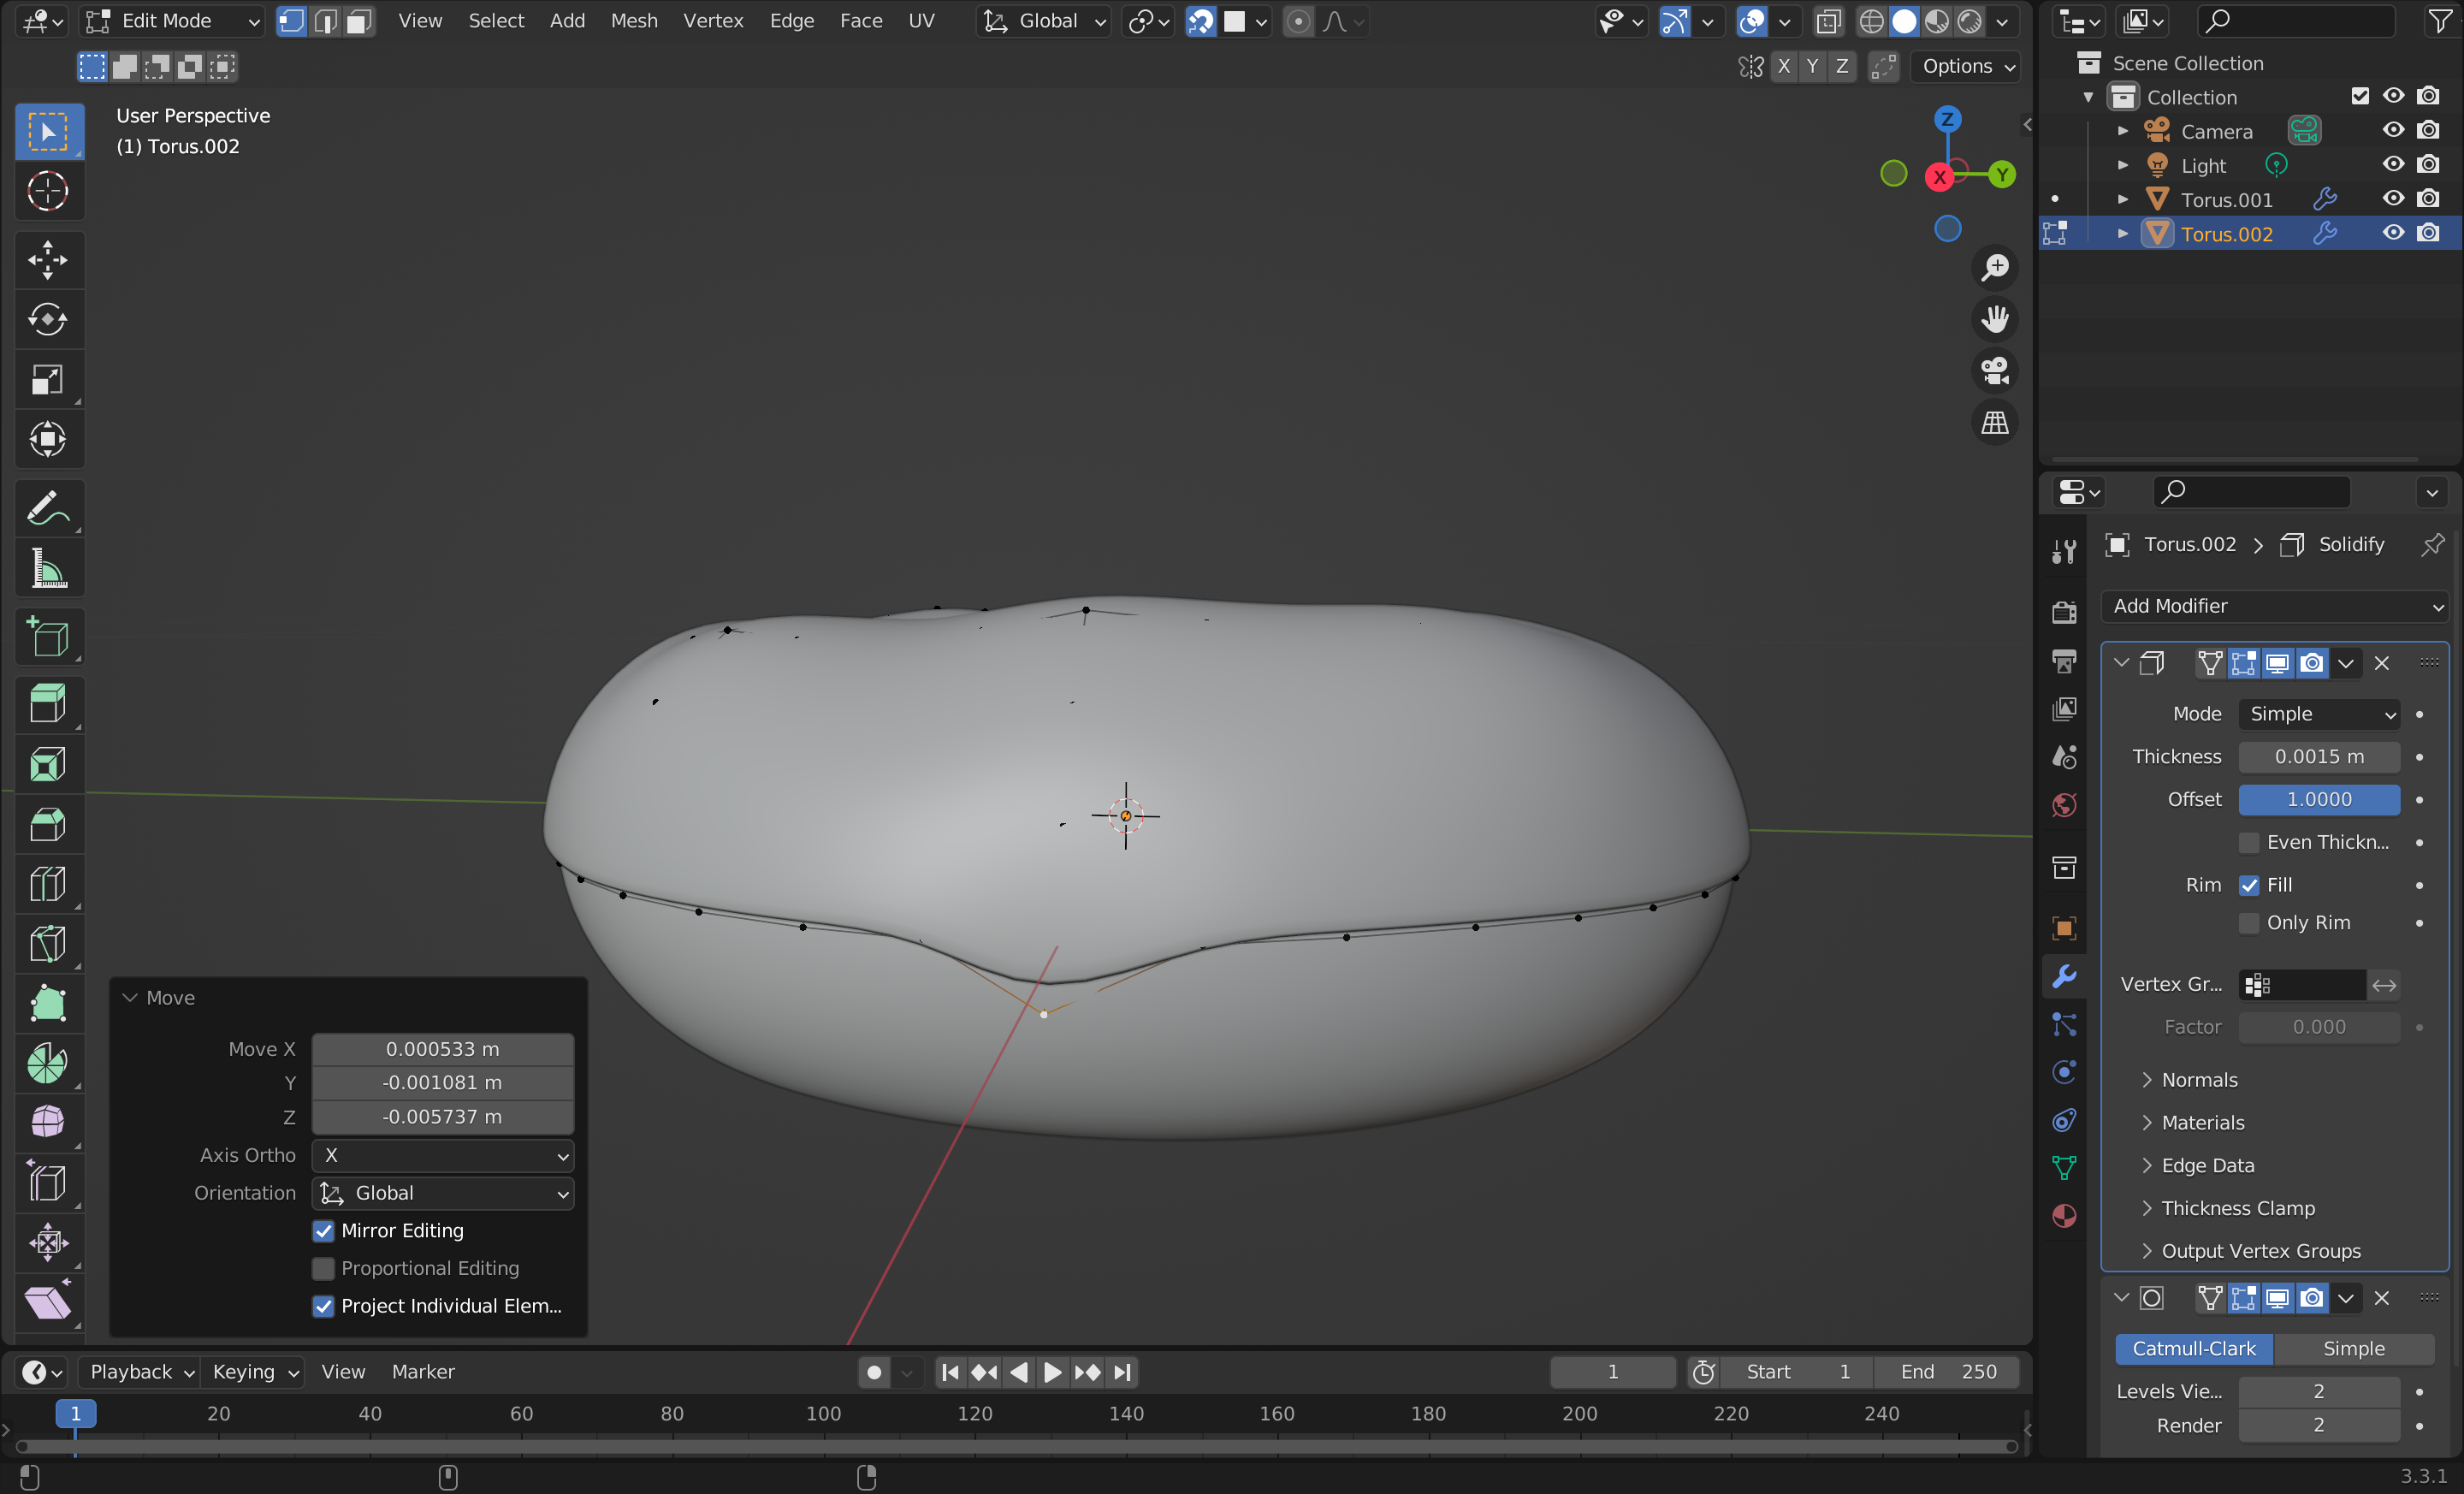 Edit Mode
View Select Add Mesh Vertex Edge Face UV
Global
X Y Z
Options
User Perspective
(1) Torus.002
Z
X
Y
Scene Collection
Collection
Camera
Light
Torus.001
Torus.002
Torus.002 > Solidify
Add Modifier
Mode Simple
Thickness 0.0015 m
Offset 1.0000
Even Thickn...
Rim Fill
Only Rim
Vertex Gr...
Factor 0.000
Normals
Materials
Edge Data
Thickness Clamp
Output Vertex Groups
Catmull-Clark Simple
Levels Vie... 2
Render 2
Move
Move X 0.000533 m
Y -0.001081 m
Z -0.005737 m
Axis Ortho X
Orientation Global
Mirror Editing
Proportional Editing
Project Individual Elem...
Playback Keying View Marker
1 Start 1 End 250
1 20 40 60 80 100 120 140 160 180 200 220 240
3.3.1